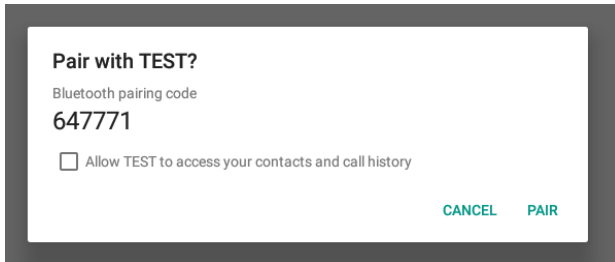 Pair with TEST?
Bluetooth pairing code
647771
Allow TEST to access your contacts and call history
CANCEL PAIR